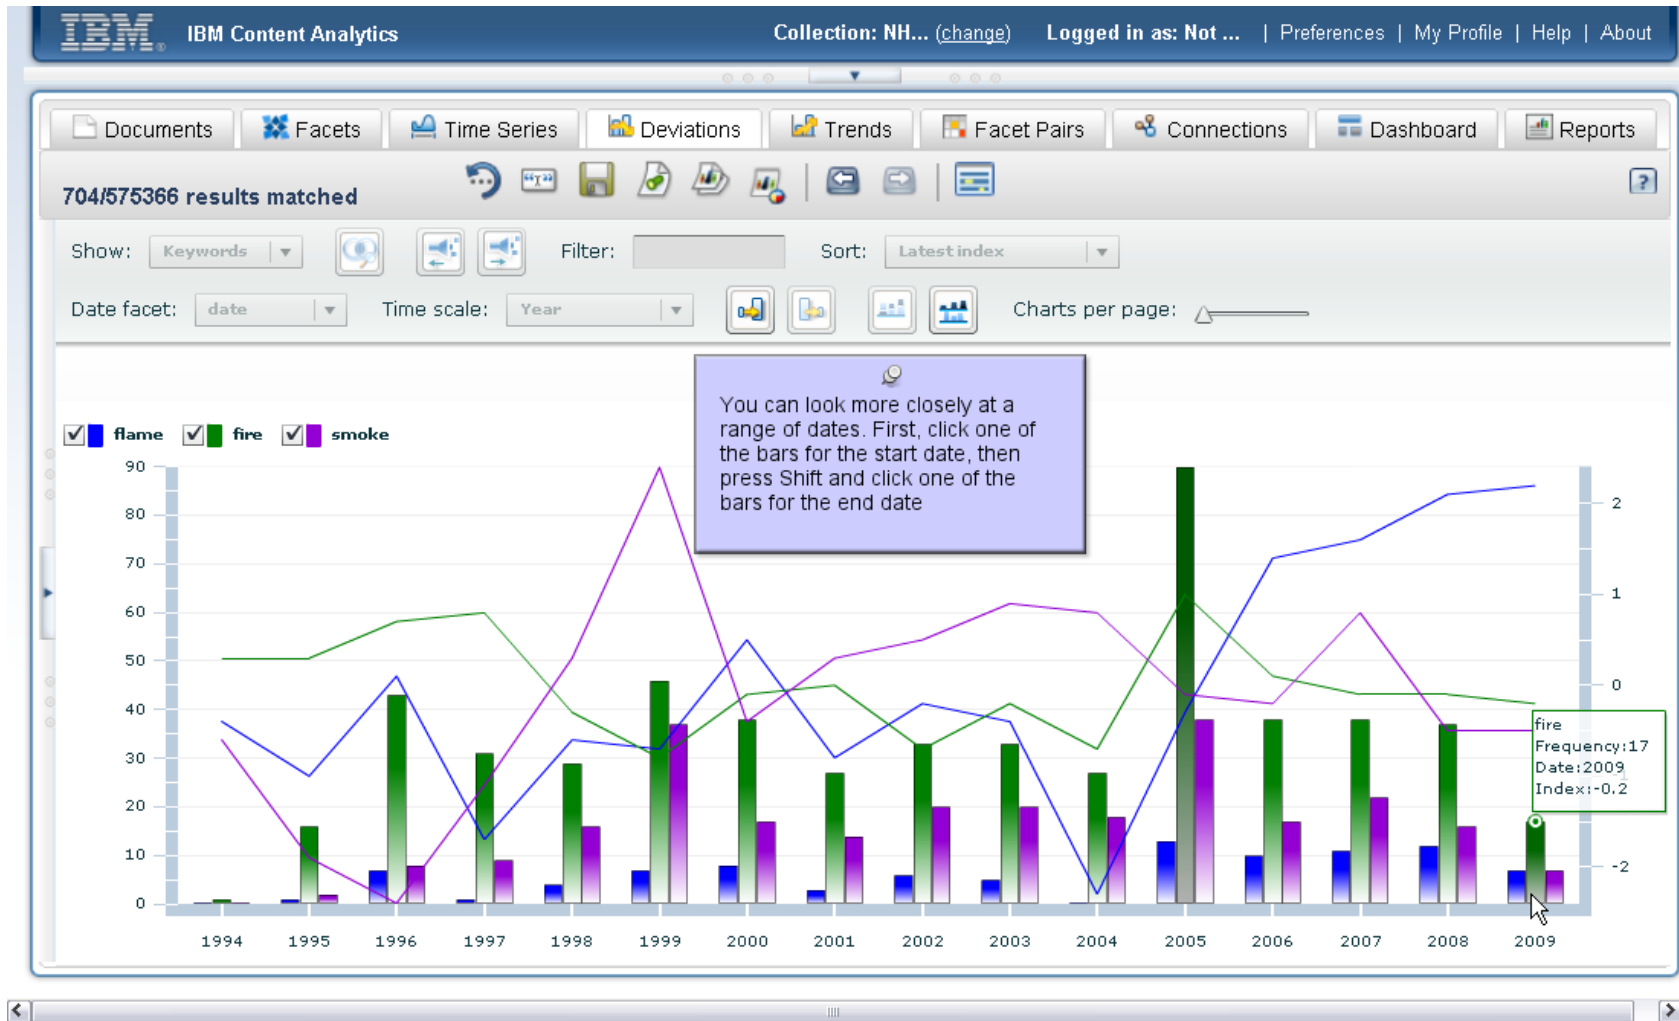 IBM IBM Content Analytics Collection: NH... (change) Logged in as: Not ... | Preferences | My Profile | Help | About
Documents Facets Time Series Deviations Trends Facet Pairs Connections Dashboard Reports
704/575366 results matched
Show: Keywords Filter: Sort: Latest index
Date facet: date Time scale: Year Charts per page:
You can look more closely at a
range of dates. First, click one of
the bars for the start date, then
press Shift and click one of the
bars for the end date
flame fire smoke
90
80
70
60
50
40
30
20
10
0
2
1
0
-1
-2
fire
Frequency:17
Date:2009
Index:-0.2
1994 1995 1996 1997 1998 1999 2000 2001 2002 2003 2004 2005 2006 2007 2008 2009